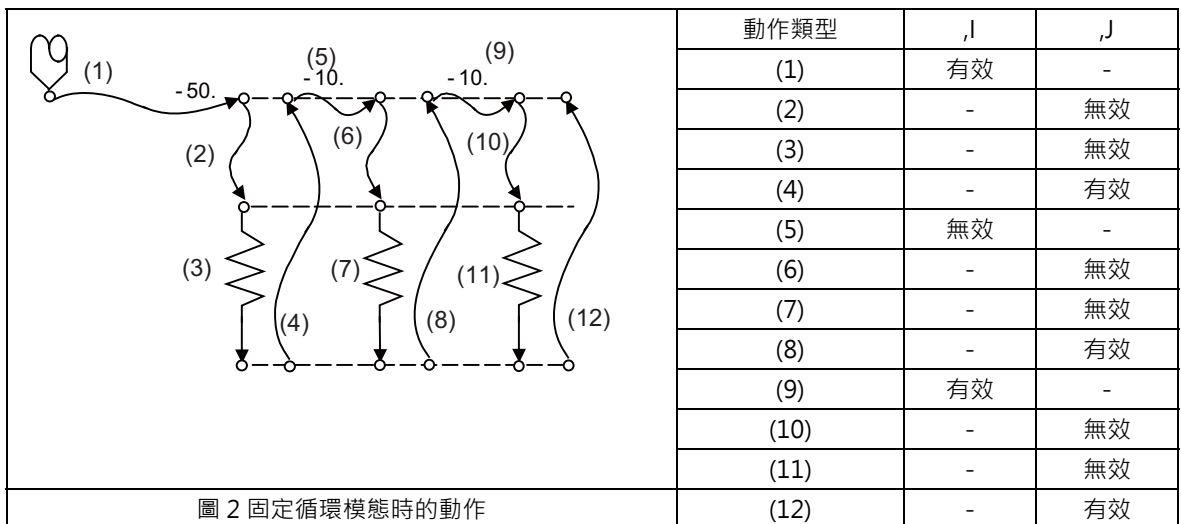 (1)
- 50.
(5)
- 10.
(9)
- 10.
(2)
(6)
(10)
(3)
(7)
(11)
(4)
(8)
(12)
圖 2 固定循環模態時的動作
動作類型 ,I ,J
(1) 有效 -
(2) - 無效
(3) - 無效
(4) - 有效
(5) 無效 -
(6) - 無效
(7) - 無效
(8) - 有效
(9) 有效 -
(10) - 無效
(11) - 無效
(12) - 有效